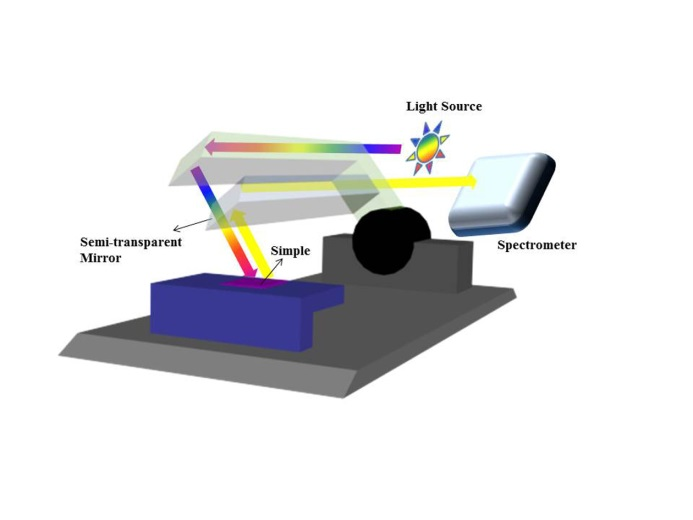 Light Source
Spectrometer
Semi-transparent
Mirror
Simple